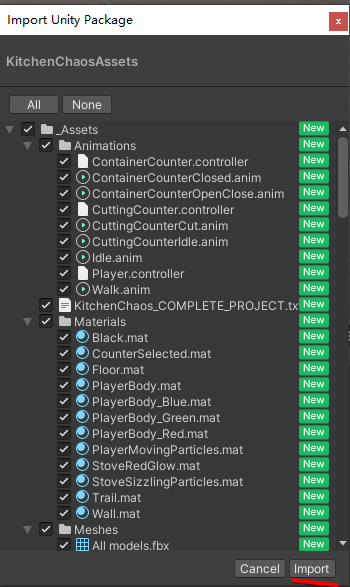 Import Unity Package
KitchenChaosAssets
All None
_Assets New
Animations New
ContainerCounter.controller New
ContainerCounterClosed.anim New
ContainerCounterOpenClose.anim New
CuttingCounter.controller New
CuttingCounterCut.anim New
CuttingCounterIdle.anim New
Idle.anim New
Player.controller New
Walk.anim New
KitchenChaos_COMPLETE_PROJECT.tx New
Materials New
Black.mat New
CounterSelected.mat New
Floor.mat New
PlayerBody.mat New
PlayerBody_Blue.mat New
PlayerBody_Green.mat New
PlayerBody_Red.mat New
PlayerMovingParticles.mat New
StoveRedGlow.mat New
StoveSizzlingParticles.mat New
Trail.mat New
Wall.mat New
Meshes New
All models.fbx New
Cancel Import